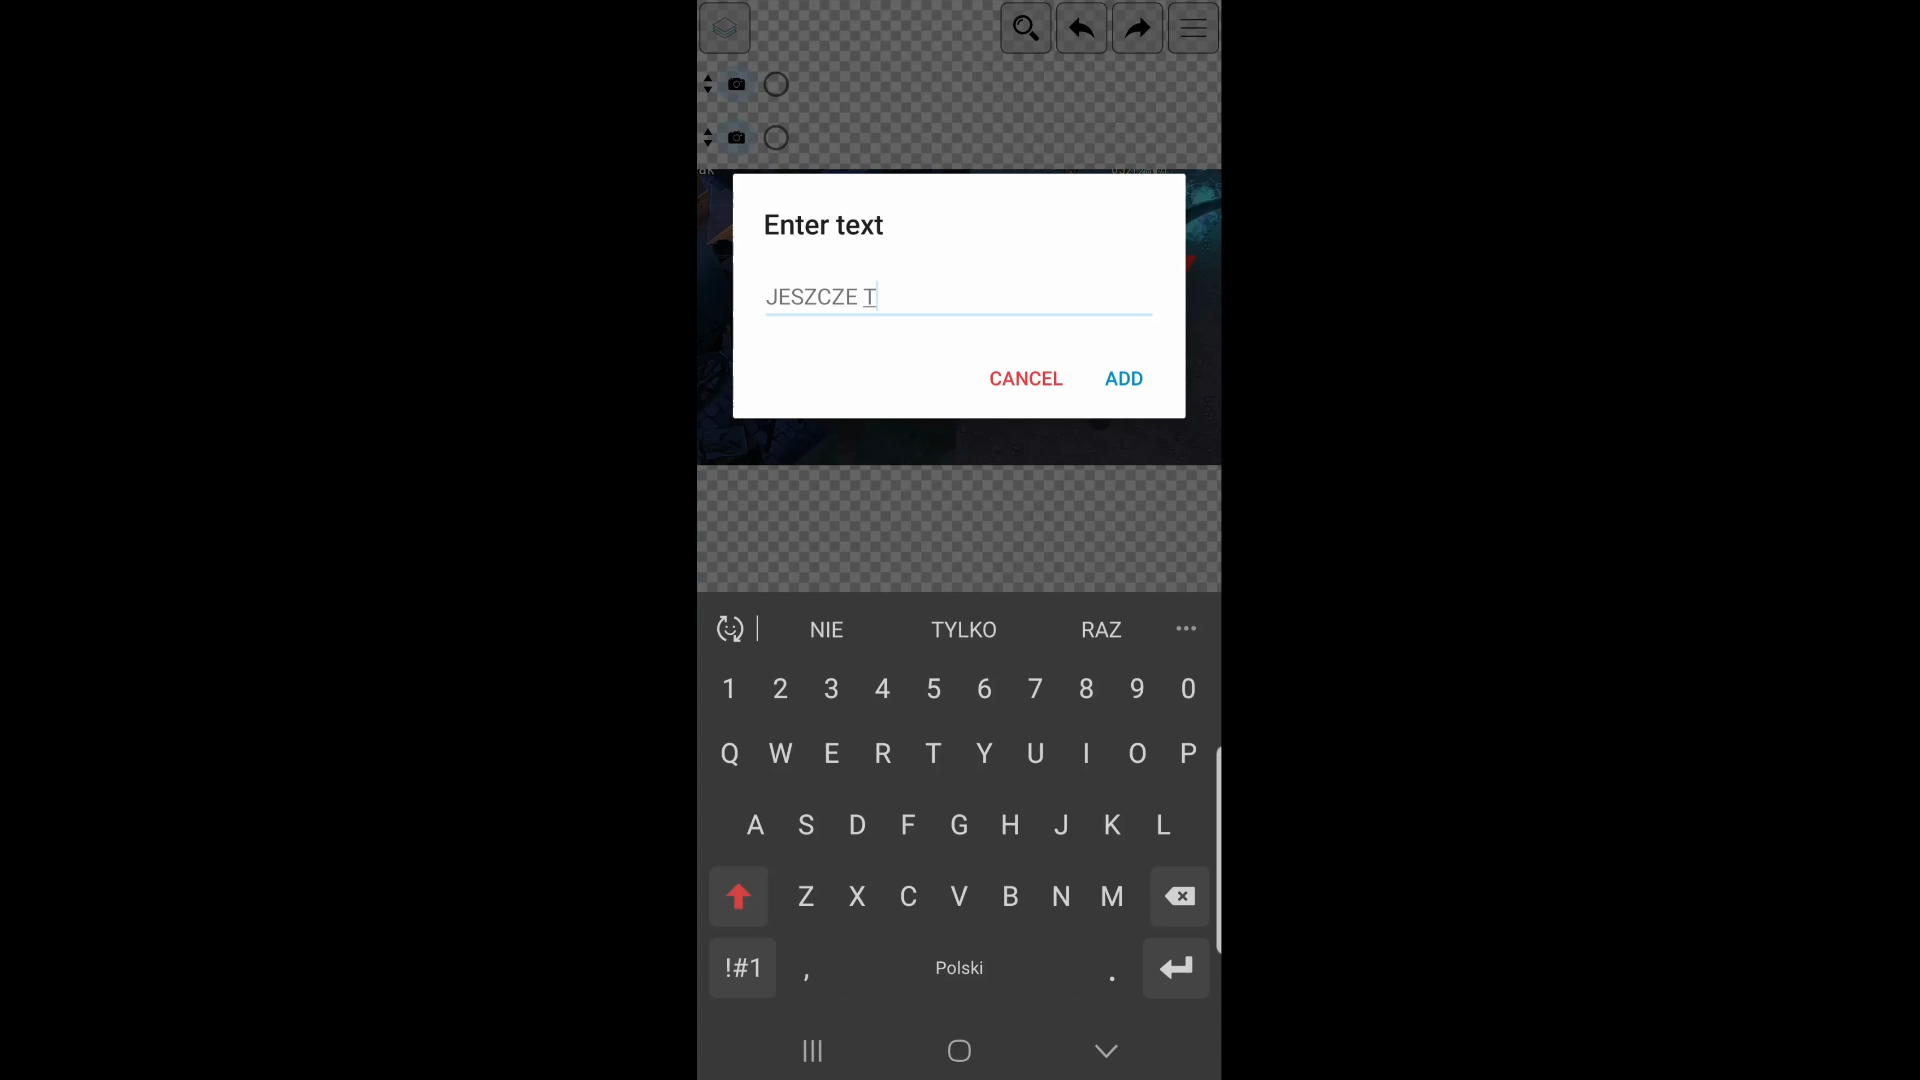 Enter text
JESZCZE T
CANCEL ADD
NIE TYLKO RAZ
1 2 3 4 5 6 7 8 9 0
Q W E R T Y U I O P
A S D F G H J K L
Z X C V B N M
!#1 , Polski .